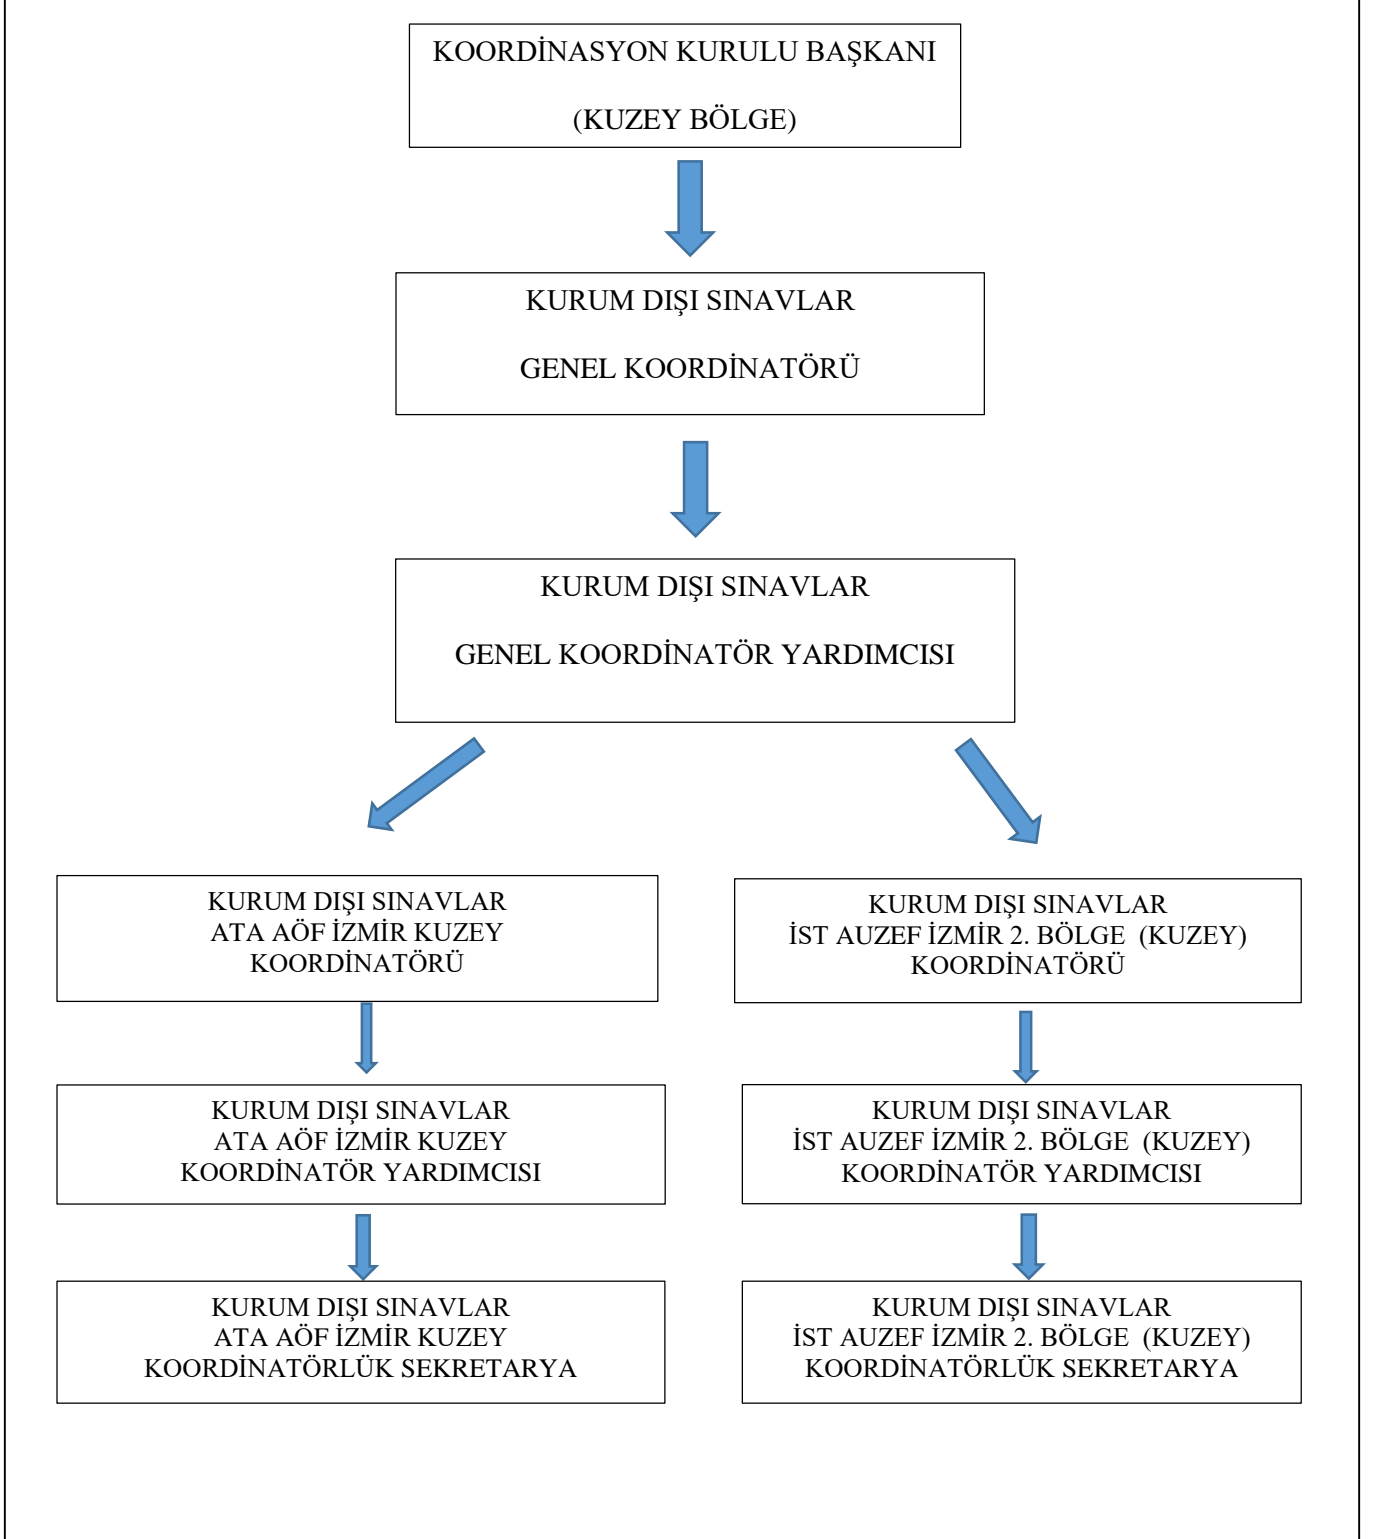 KOORDİNASYON KURULU BAŞKANI
(KUZEY BÖLGE)
KURUM DIŞI SINAVLAR
GENEL KOORDİNATÖRÜ
KURUM DIŞI SINAVLAR
GENEL KOORDİNATÖR YARDIMCISI
KURUM DIŞI SINAVLAR
ATA AÖF İZMİR KUZEY
KOORDİNATÖRÜ
KURUM DIŞI SINAVLAR
İST AUZEF İZMİR 2. BÖLGE (KUZEY)
KOORDİNATÖRÜ
KURUM DIŞI SINAVLAR
ATA AÖF İZMİR KUZEY
KOORDİNATÖR YARDIMCISI
KURUM DIŞI SINAVLAR
İST AUZEF İZMİR 2. BÖLGE (KUZEY)
KOORDİNATÖR YARDIMCISI
KURUM DIŞI SINAVLAR
ATA AÖF İZMİR KUZEY
KOORDİNATÖRLÜK SEKRETARYA
KURUM DIŞI SINAVLAR
İST AUZEF İZMİR 2. BÖLGE (KUZEY)
KOORDİNATÖRLÜK SEKRETARYA